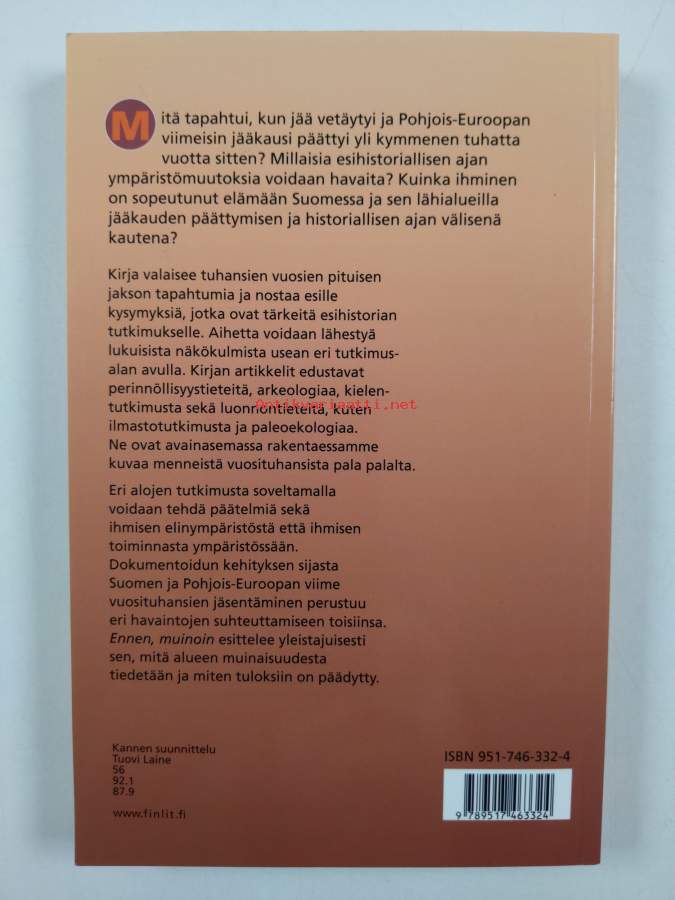 Mitä tapahtui, kun jää vetäytyi ja Pohjois-Euroopan
viimeisin jääkausi päättyi yli kymmenen tuhatta
vuotta sitten? Millaisia esihistoriallisen ajan
ympäristömuutoksia voidaan havaita? Kuinka ihminen
on sopeutunut elämään Suomessa ja sen lähialueilla
jääkauden päättymisen ja historiallisen ajan välisenä
kautena?
Kirja valaisee tuhansien vuosien pituisen
jakson tapahtumia ja nostaa esille
kysymyksiä, jotka ovat tärkeitä esihistorian
tutkimukselle. Aihetta voidaan lähestyä
lukuisista näkökulmista usean eri tutkimus-
alan avulla. Kirjan artikkelit edustavat
perinnöllisyystieteitä, arkeologiaa, kielen-
tutkimusta sekä luonnontieteitä, kuten
Antikvariaatti.net
ilmastotutkimusta ja paleoekologiaa.
Ne ovat avainasemassa rakentaessamme
kuvaa menneistä vuosituhansista pala palalta.
Eri alojen tutkimusta soveltamalla
voidaan tehdä päätelmiä sekä
ihmisen elinympäristöstä että ihmisen
toiminnasta ympäristössään.
Dokumentoidun kehityksen sijasta
Suomen ja Pohjois-Euroopan viime
vuosituhansien jäsentäminen perustuu
eri havaintojen suhteuttamiseen toisiinsa.
Ennen, muinoin esittelee yleistajuisesti
sen, mitä alueen muinaisuudesta
tiedetään ja miten tuloksiin on päädytty.
Kannen suunnittelu
Tuovi Laine
56
92.1
87.9
www.finlit.fi
ISBN 951-746-332-4
9 789517 463324